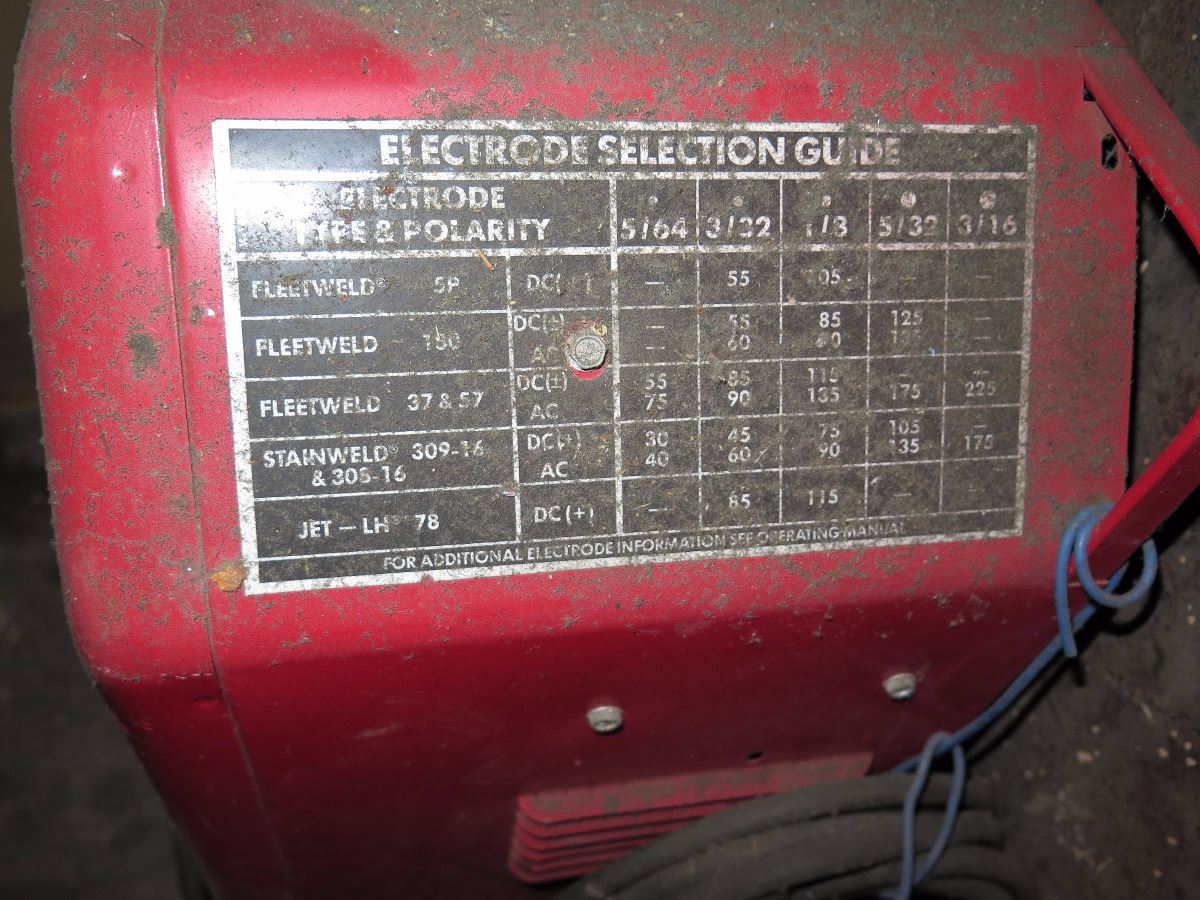 ELECTRODE SELECTION GUIDE
ELECTRODE TYPE & POLARITY 5/64 3/32 1/8 5/32 3/16
FLEETWELD® 5P DC(+) — 55 105 — —
FLEETWELD 180 DC(±) — 55 85 125 —
AC — 60 90 —
FLEETWELD 37 & 57 DC(±) 55 85 115 — —
AC 75 90 135 175 225
STAINWELD® 309-16 DC(+) 30 45 75 105 —
& 308-16 AC 40 60 90 135 175
JET — LH® 78 DC (+) — 85 115 —
FOR ADDITIONAL ELECTRODE INFORMATION SEE OPERATING MANUAL